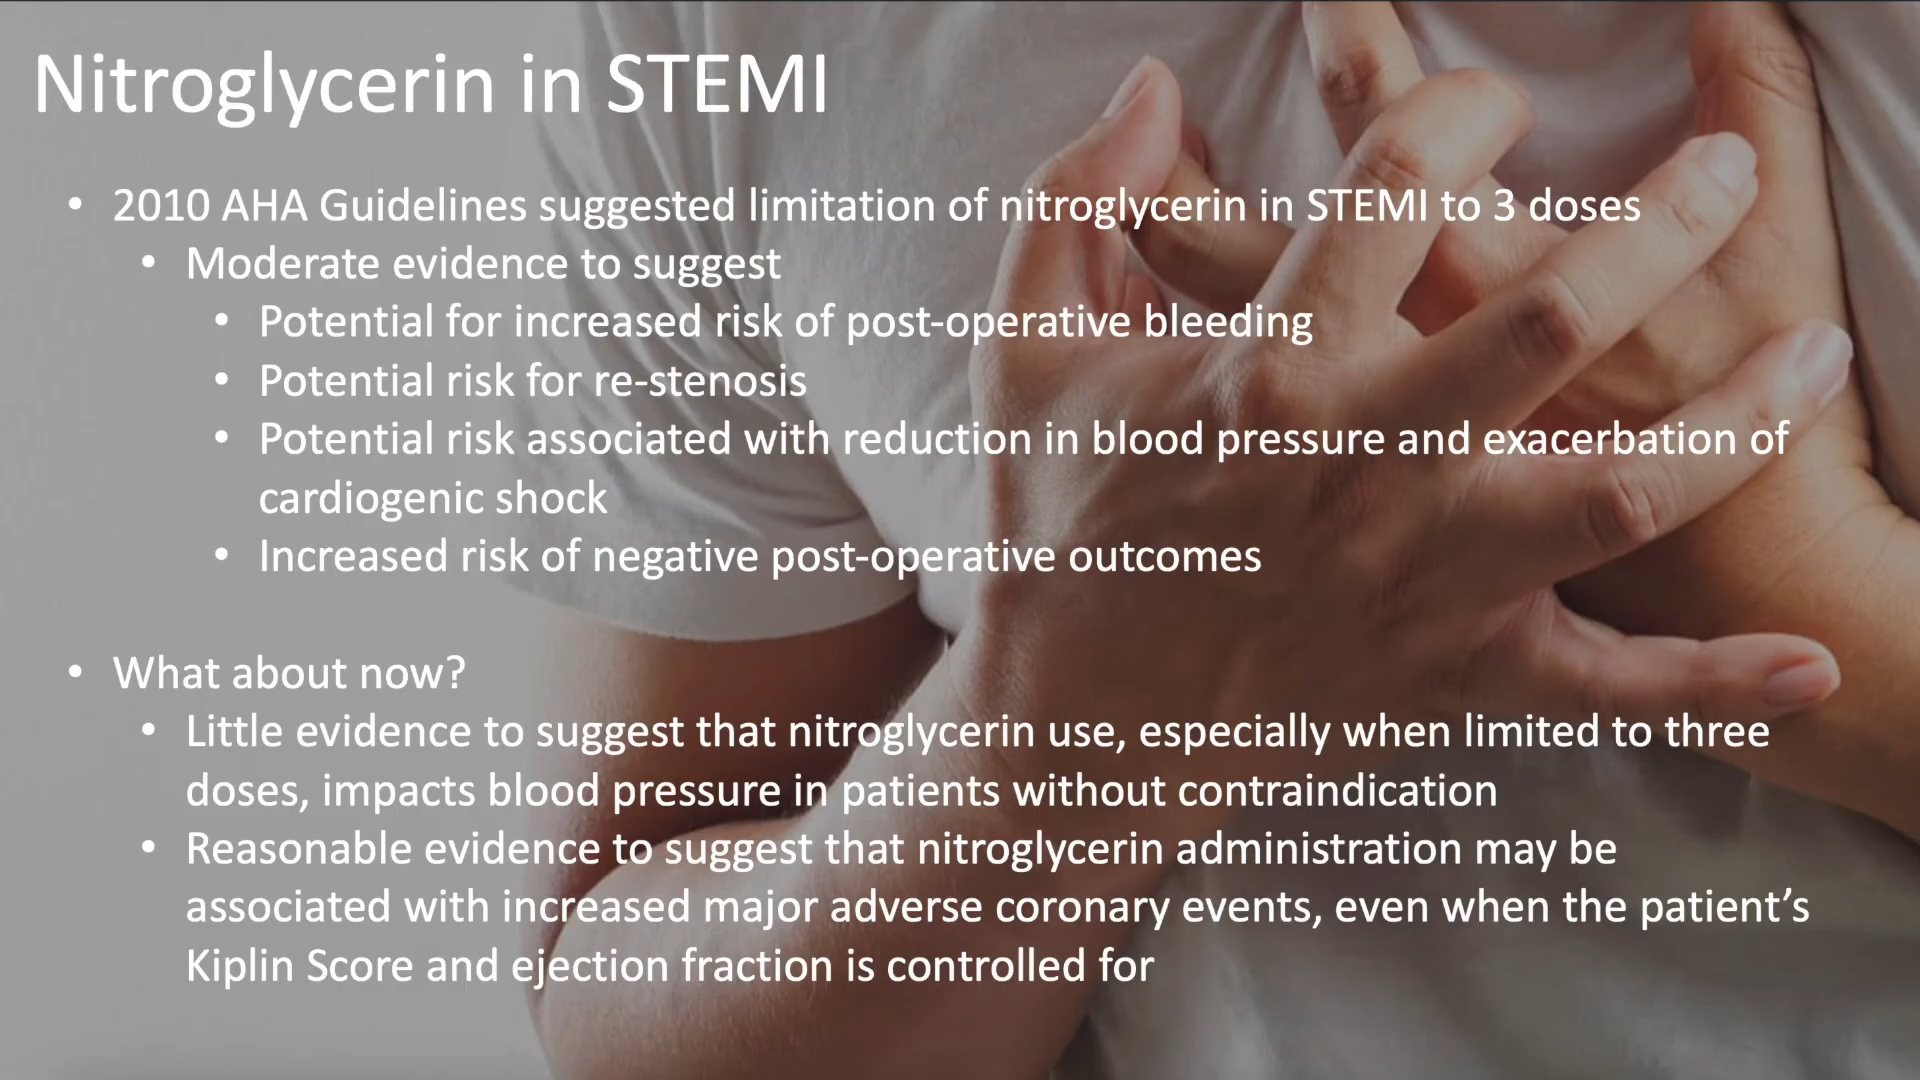 Nitroglycerin in STEMI
• 2010 AHA Guidelines suggested limitation of nitroglycerin in STEMI to 3 doses
• Moderate evidence to suggest
• Potential for increased risk of post-operative bleeding
• Potential risk for re-stenosis
• Potential risk associated with reduction in blood pressure and exacerbation of
cardiogenic shock
• Increased risk of negative post-operative outcomes
• What about now?
• Little evidence to suggest that nitroglycerin use, especially when limited to three
doses, impacts blood pressure in patients without contraindication
• Reasonable evidence to suggest that nitroglycerin administration may be
associated with increased major adverse coronary events, even when the patient’s
Kiplin Score and ejection fraction is controlled for